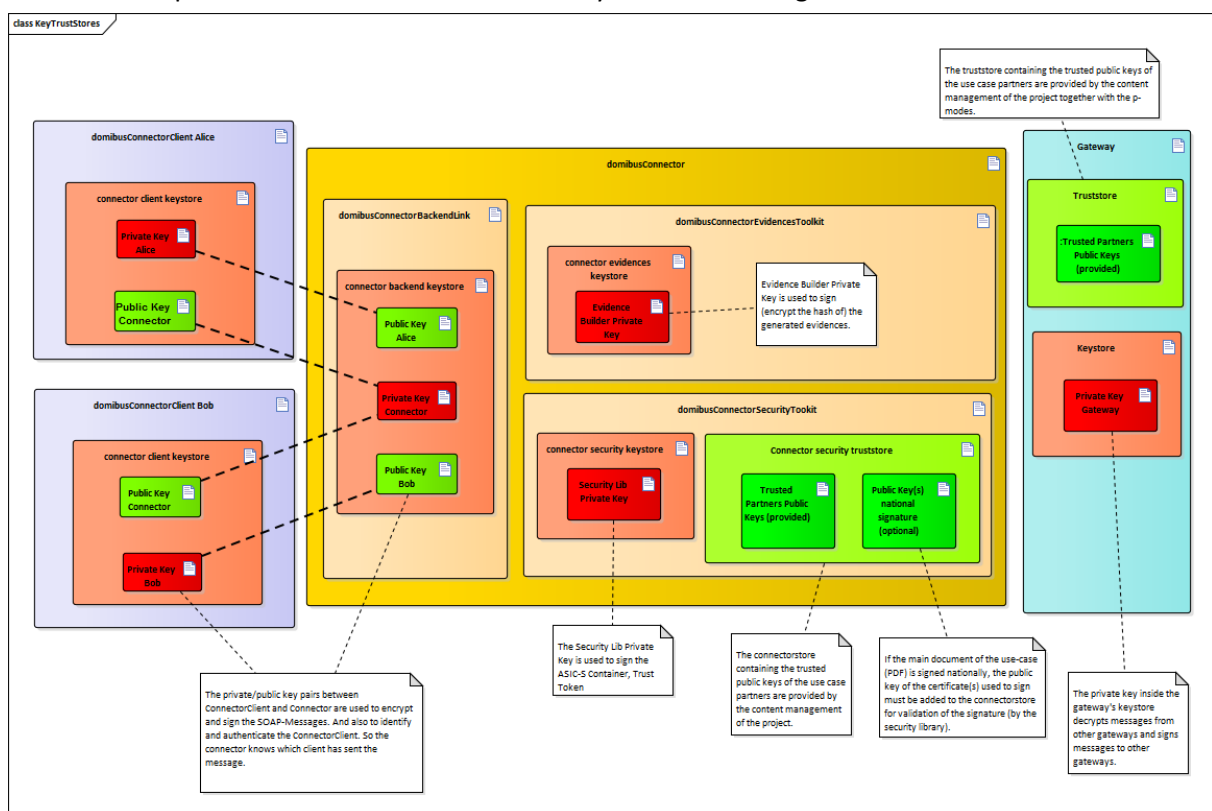 class KeyTrustStores
The truststore containing the trusted public keys of
the use case partners are provided by the content
management of the project together with the p-
modes.
domibusConnectorClient Alice
connector client keystore
Private Key
Alice
Public Key
Connector
domibusConnectorClient Bob
connector client keystore
Public Key
Connector
Private Key
Bob
domibusConnector
domibusConnectorBackendLink
connector backend keystore
Public Key
Alice
Private Key
Connector
Public Key
Bob
domibusConnectorEvidencesToolkit
connector evidences
keystore
Evidence
Builder Private
Key
Evidence Builder Private
Key is used to sign
(encrypt the hash of) the
generated evidences.
domibusConnectorSecurityTookit
connector security keystore
Security Lib
Private Key
Connector security truststore
Trusted
Partners Public
Keys (provided)
Public Key(s)
national
signature
(optional)
Gateway
Truststore
:Trusted Partners
Public Keys
(provided)
Keystore
Private Key
Gateway
The private/public key pairs between
ConnectorClient and Connector are used to encrypt
and sign the SOAP-Messages. And also to identify
and authenticate the ConnectorClient. So the
connector knows which client has sent the
message.
The Security Lib Private
Key is used to sign the
ASIC-S Container, Trust
Token
The connectorstore
containing the trusted
public keys of the use case
partners are provided by
the content management
of the project.
If the main document of the use-case
(PDF) is signed nationally, the public
key of the certificate(s) used to sign
must be added to the connectorstore
for validation of the signature (by the
security library).
The private key inside the
gateway's keystore
decrypts messages from
other gateways and signs
messages to other
gateways.